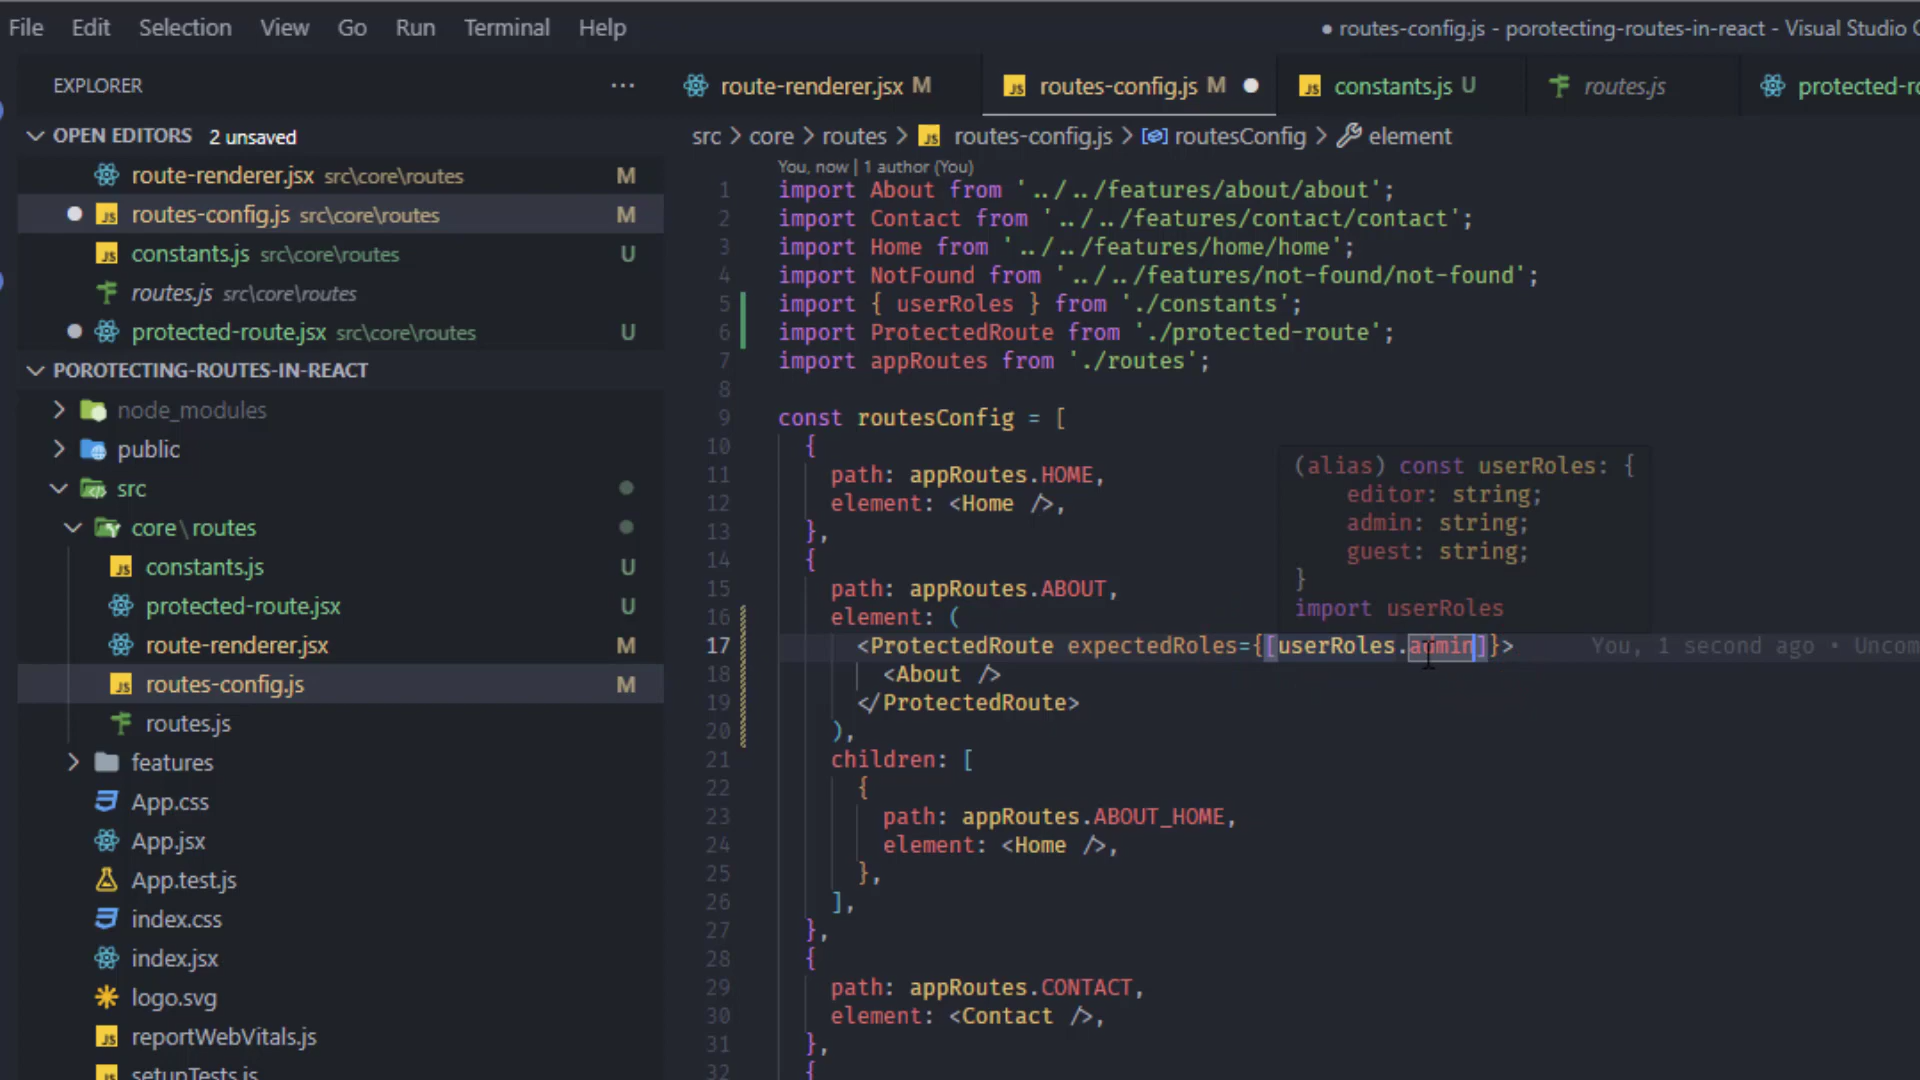 File Edit Selection View Go Run Terminal Help
● routes-config.js - porotecting-routes-in-react - Visual Studio C
EXPLORER ···
OPEN EDITORS 2 unsaved
route-renderer.jsx src\core\routes M
routes-config.js src\core\routes M
constants.js src\core\routes U
routes.js src\core\routes
protected-route.jsx src\core\routes U
POROTECTING-ROUTES-IN-REACT
node_modules
public
src
core\routes
constants.js U
protected-route.jsx U
route-renderer.jsx M
routes-config.js M
routes.js
features
App.css
App.jsx
App.test.js
index.css
index.jsx
logo.svg
reportWebVitals.js
setupTests.js
route-renderer.jsx M
routes-config.js M
constants.js U
routes.js
protected-ro
src > core > routes > routes-config.js > routesConfig > element
You, now | 1 author (You)
1 import About from '../../features/about/about';
2 import Contact from '../../features/contact/contact';
3 import Home from '../../features/home/home';
4 import NotFound from '../../features/not-found/not-found';
5 import { userRoles } from './constants';
6 import ProtectedRoute from './protected-route';
7 import appRoutes from './routes';
8
9 const routesConfig = [
10 {
11 path: appRoutes.HOME,
12 element: <Home />,
13 },
14 {
15 path: appRoutes.ABOUT,
16 element: (
17 <ProtectedRoute expectedRoles={[userRoles.admin]}> You, 1 second ago • Uncom
18 <About />
19 </ProtectedRoute>
20 ),
21 children: [
22 {
23 path: appRoutes.ABOUT_HOME,
24 element: <Home />,
25 },
26 ],
27 },
28 {
29 path: appRoutes.CONTACT,
30 element: <Contact />,
31 },
32 {
(alias) const userRoles: {
editor: string;
admin: string;
guest: string;
}
import userRoles